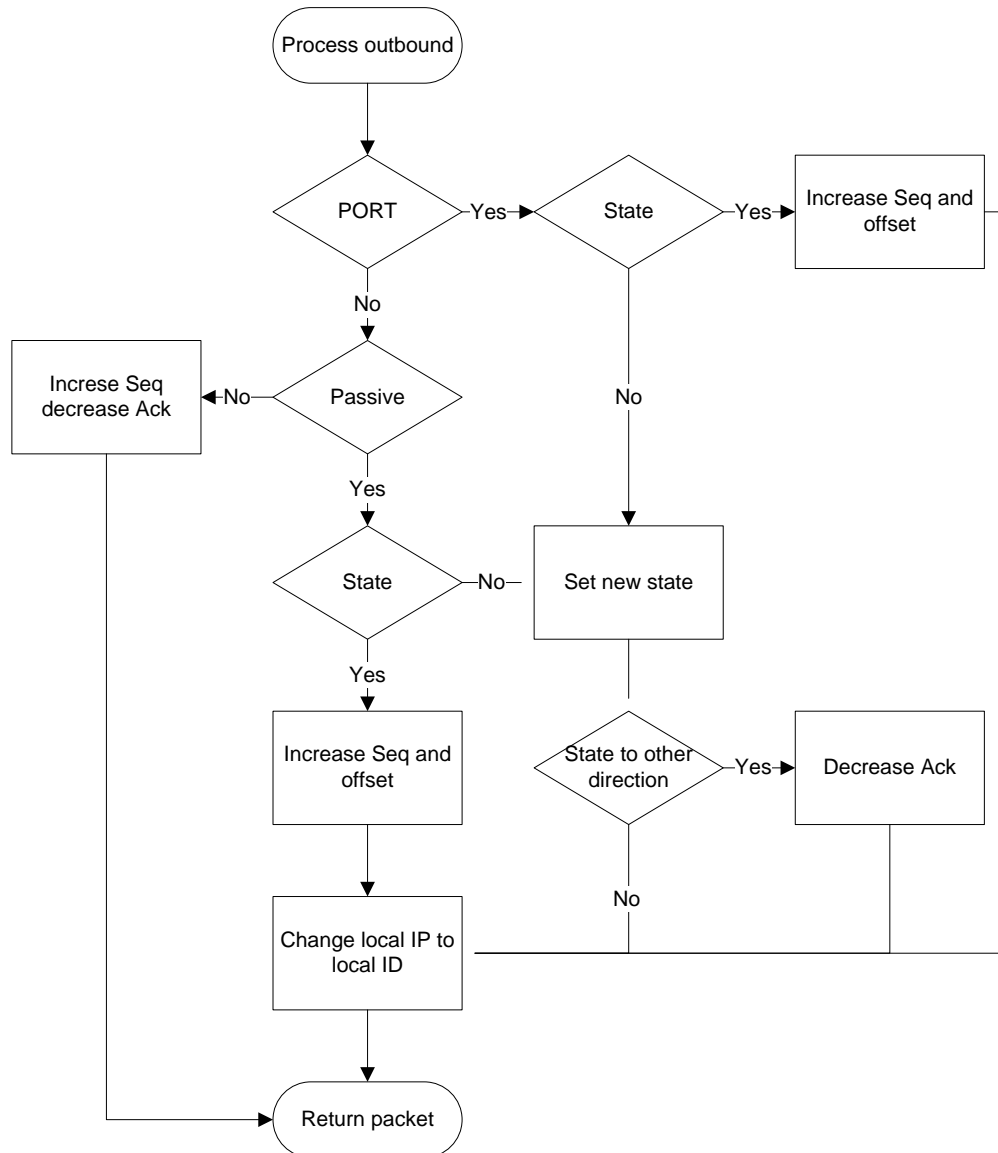 Process outbound
PORT
Yes
State
Yes
Increase Seq and
offset
No
Increse Seq
decrease Ack
No
Passive
No
Yes
State
No
Set new state
Yes
Increase Seq and
offset
State to other
direction
Yes
Decrease Ack
No
Change local IP to
local ID
Return packet